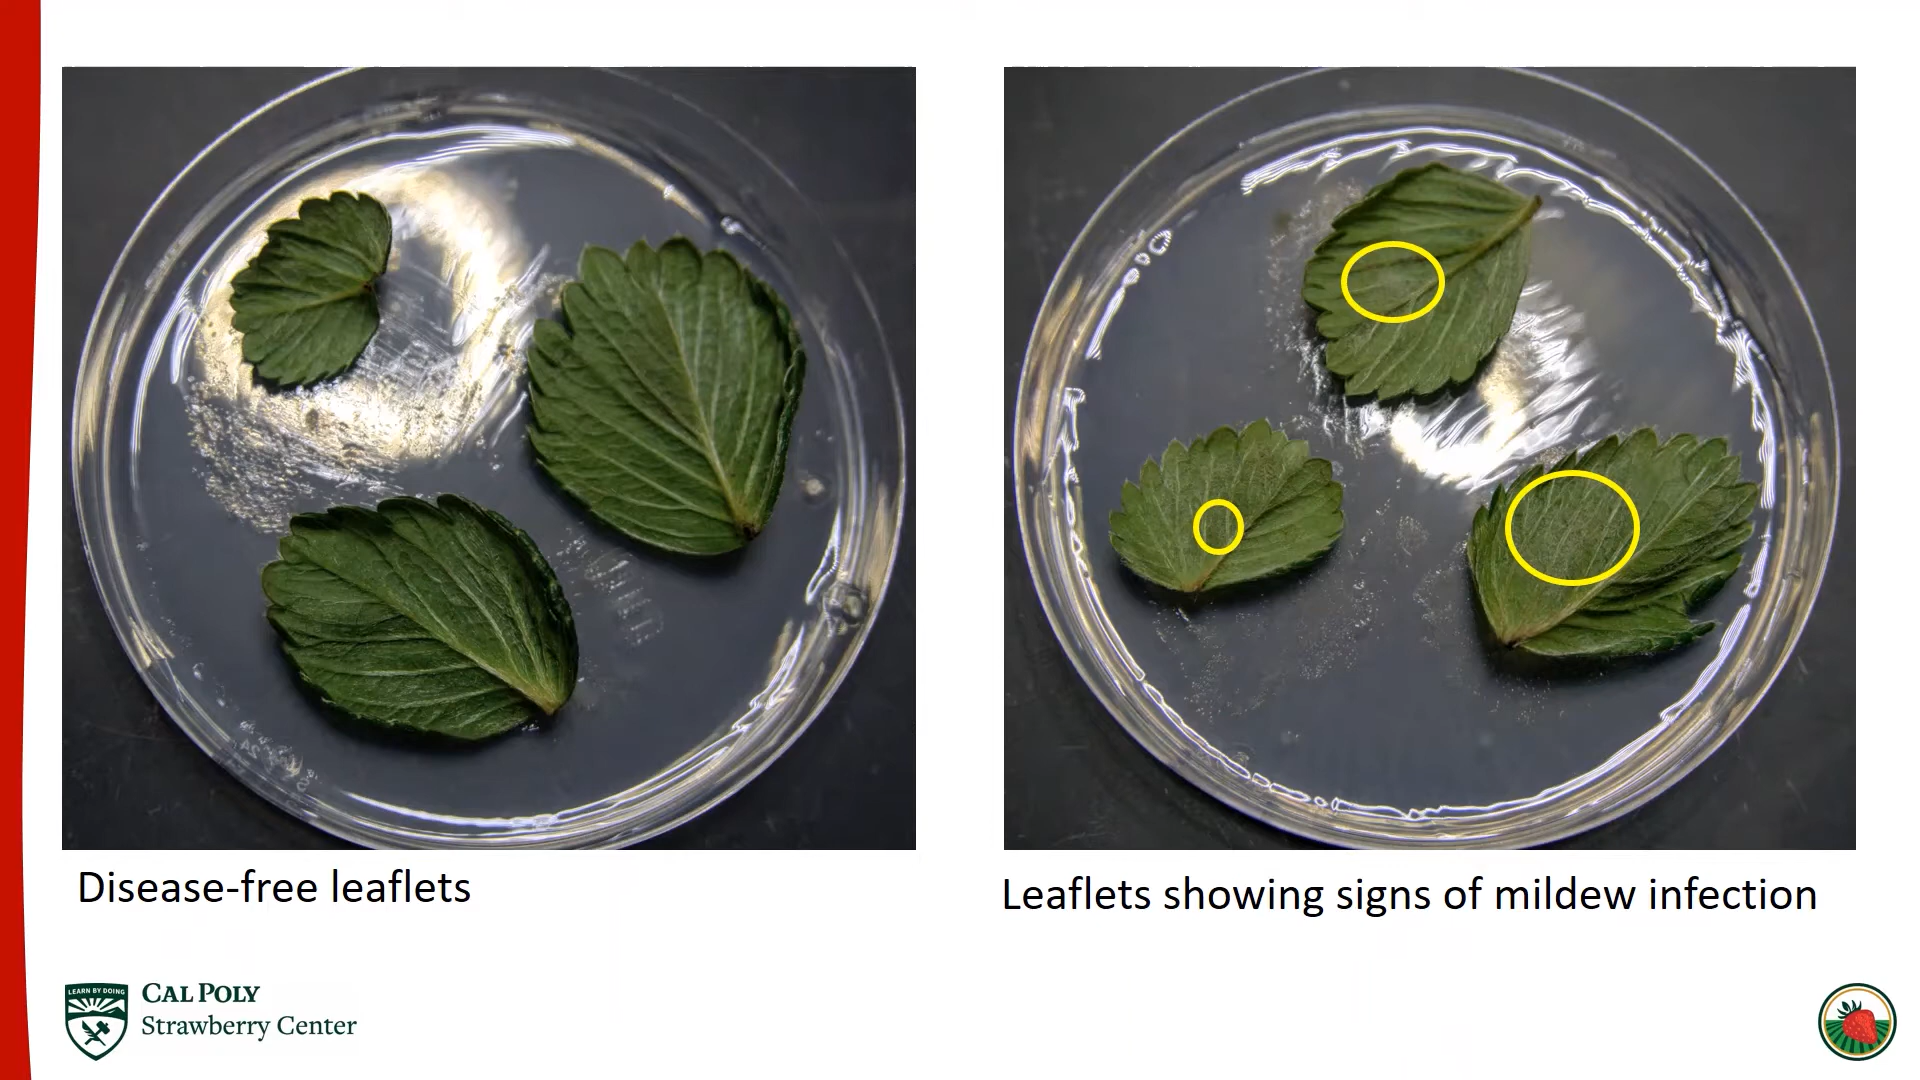 Disease-free leaflets
Leaflets showing signs of mildew infection
LEARN BY DOING
CAL POLY
Strawberry Center